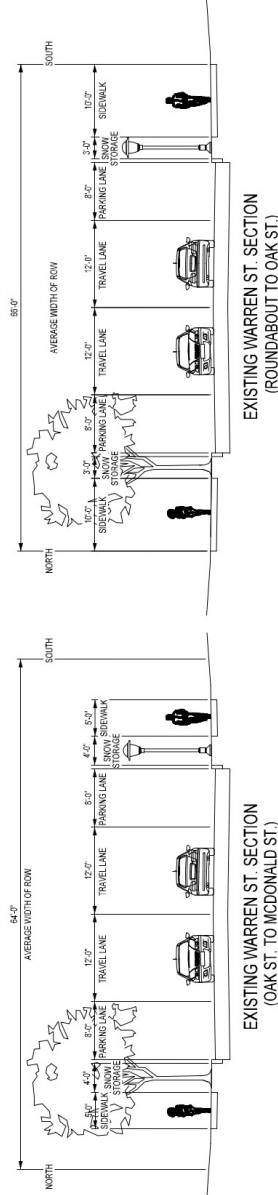 64'-0"
AVERAGE WIDTH OF ROW
NORTH
SOUTH
6'-0"
SIDEWALK
4'-0"
SNOW
STORAGE
8'-0"
PARKING LANE
12'-0"
TRAVEL LANE
12'-0"
TRAVEL LANE
8'-0"
PARKING LANE
4'-0"
SNOW
STORAGE
5'-0"
SIDEWALK
EXISTING WARREN ST. SECTION
(OAK ST. TO MCDONALD ST.)
66'-0"
AVERAGE WIDTH OF ROW
NORTH
SOUTH
10'-0"
SIDEWALK
3'-0"
SNOW
STORAGE
8'-0"
PARKING LANE
12'-0"
TRAVEL LANE
12'-0"
TRAVEL LANE
8'-0"
PARKING LANE
3'-0"
SNOW
STORAGE
10'-0"
SIDEWALK
EXISTING WARREN ST. SECTION
(ROUNDABOUT TO OAK ST.)